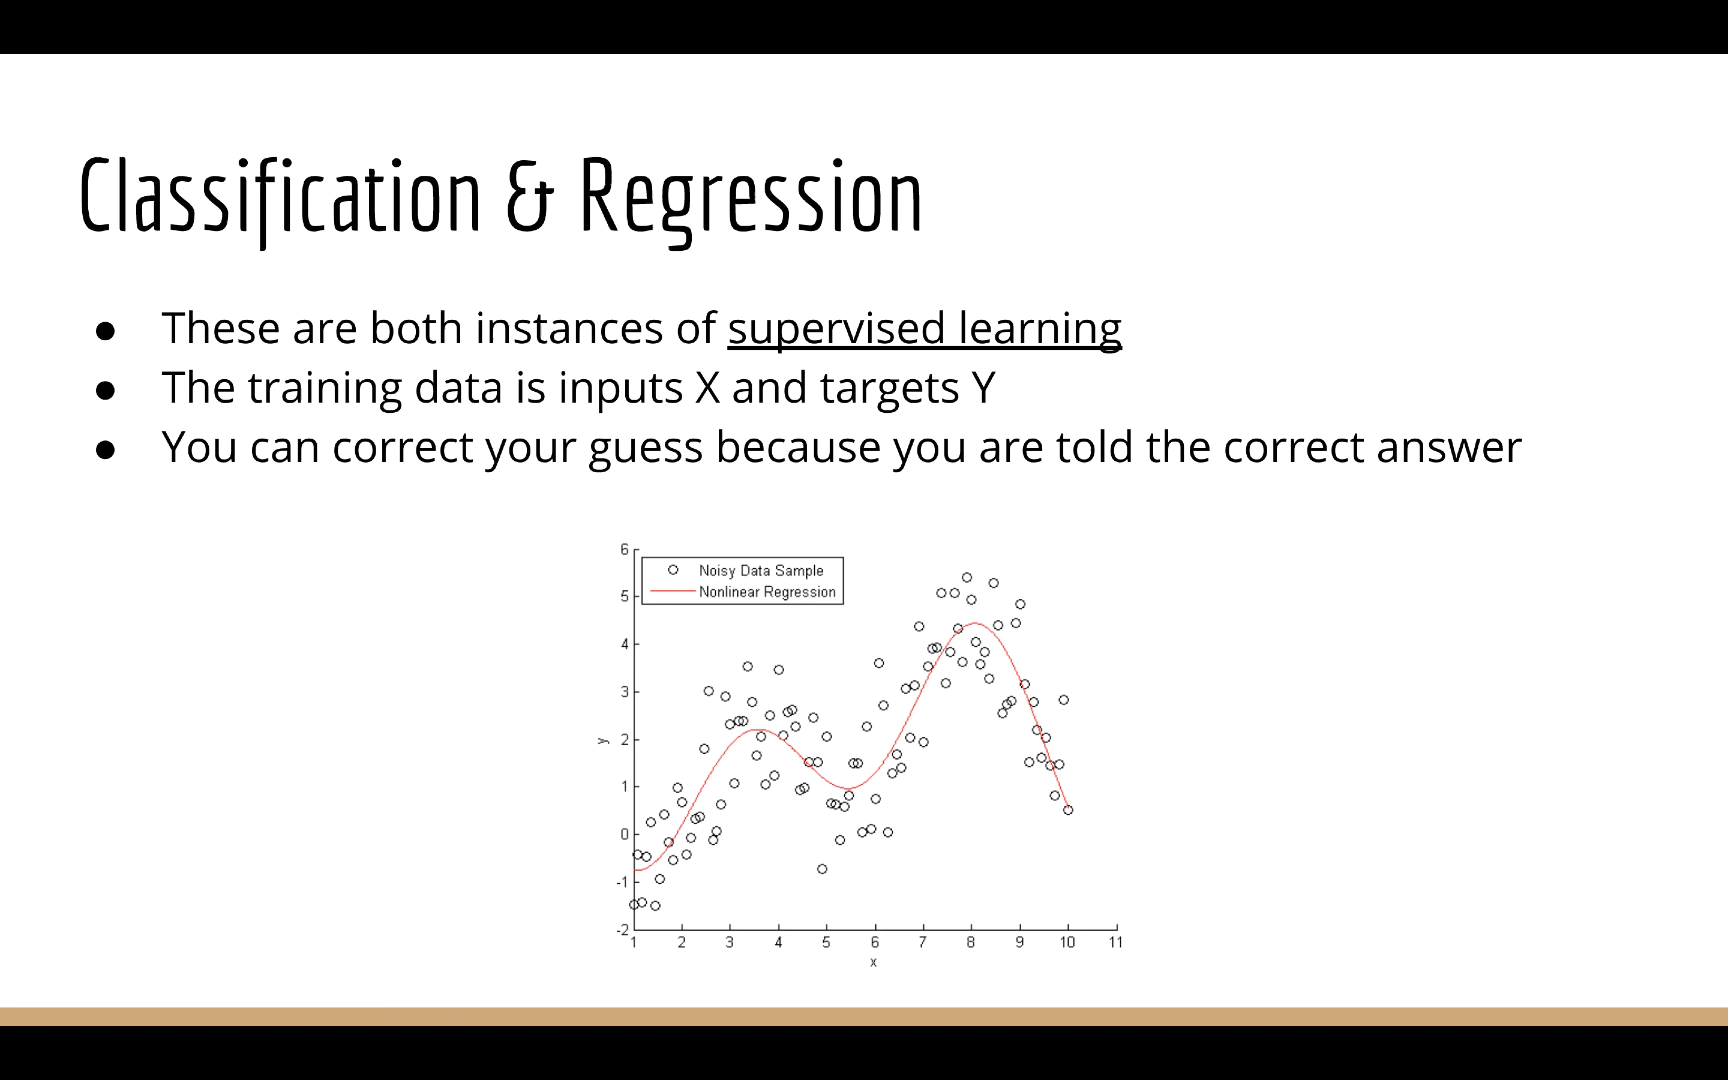 Classification & Regression
● These are both instances of supervised learning
● The training data is inputs X and targets Y
● You can correct your guess because you are told the correct answer
6
Noisy Data Sample
Nonlinear Regression
5
4
3
2
1
0
-1
-2
y
1 2 3 4 5 6 7 8 9 10 11
x